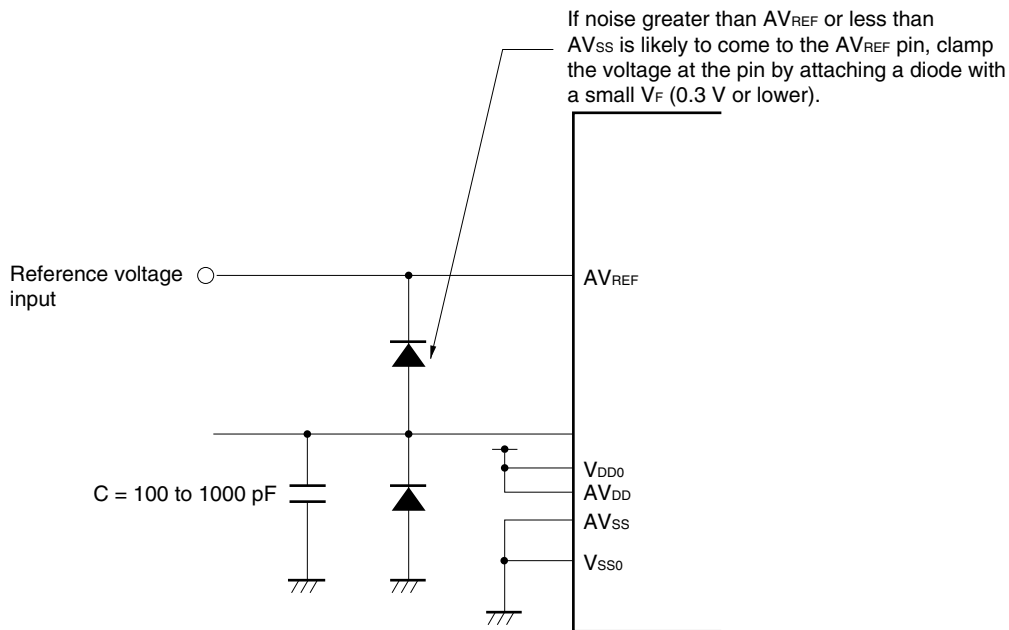 If noise greater than AVREF or less than
AVSS is likely to come to the AVREF pin, clamp
the voltage at the pin by attaching a diode with
a small VF (0.3 V or lower).
Reference voltage
input
AVREF
C = 100 to 1000 pF
VDD0
AVDD
AVSS
VSS0